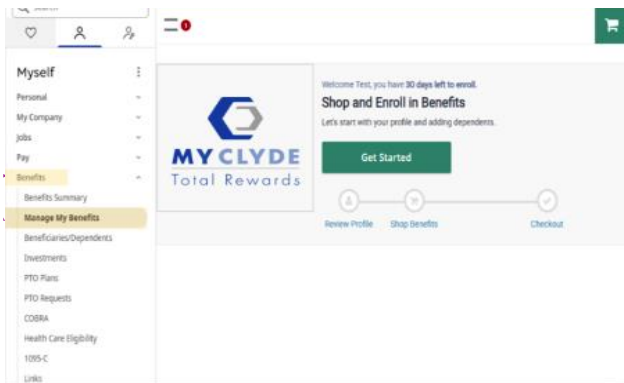 Search
1
Myself
Personal
My Company
Jobs
Pay
Benefits
Benefits Summary
Manage My Benefits
Beneficiaries/Dependents
Investments
PTO Plans
PTO Requests
COBRA
Health Care Eligibility
1095-C
Links
MYCLYDE
Total Rewards
Welcome Test, you have 30 days left to enroll.
Shop and Enroll in Benefits
Let's start with your profile and adding dependents.
Get Started
Review Profile Shop Benefits Checkout